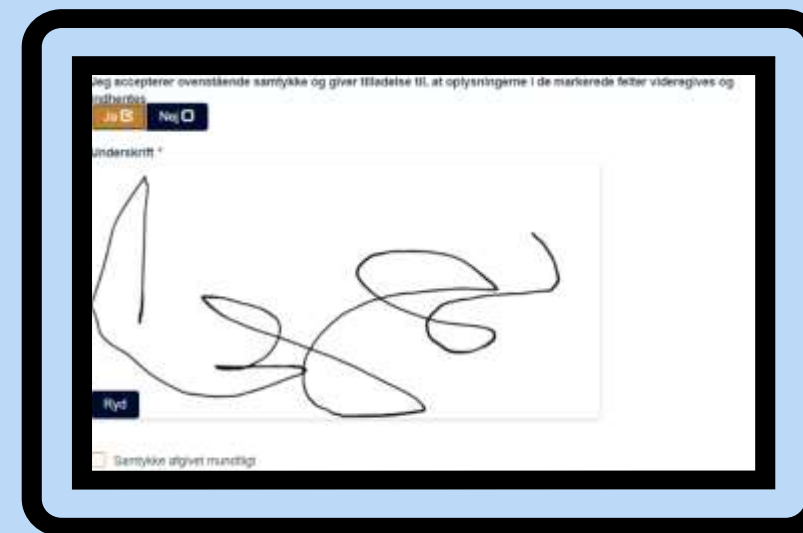 Jeg accepterer ovenstående samtykke og giver tilladelse til, at oplysningerne i de markerede felter videregives og
indhentes
Ja Nej
Underskrift *
Ryd
Samtykke afgivet mundtligt